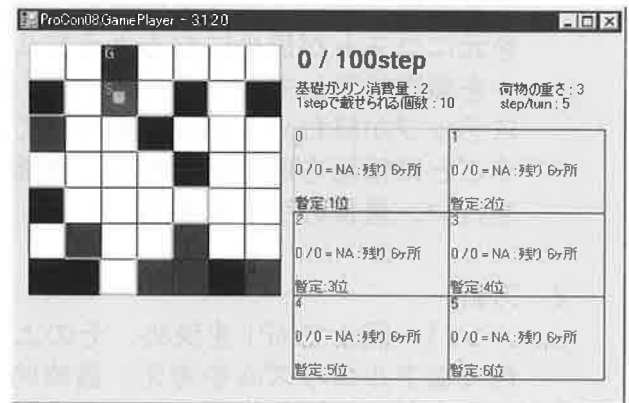 ProCon08.GamePlayer - 3.1.2.0
G
S
0 / 100step
基礎ガソリン消費量 : 2 荷物の重さ : 3
1stepで載せられる個数 : 10 step/turn : 5
0 1
0 / 0 = NA : 残り 6ヶ所 0 / 0 = NA : 残り 6ヶ所
暫定:1位 暫定:2位
2 3
0 / 0 = NA : 残り 6ヶ所 0 / 0 = NA : 残り 6ヶ所
暫定:3位 暫定:4位
4 5
0 / 0 = NA : 残り 6ヶ所 0 / 0 = NA : 残り 6ヶ所
暫定:5位 暫定:6位